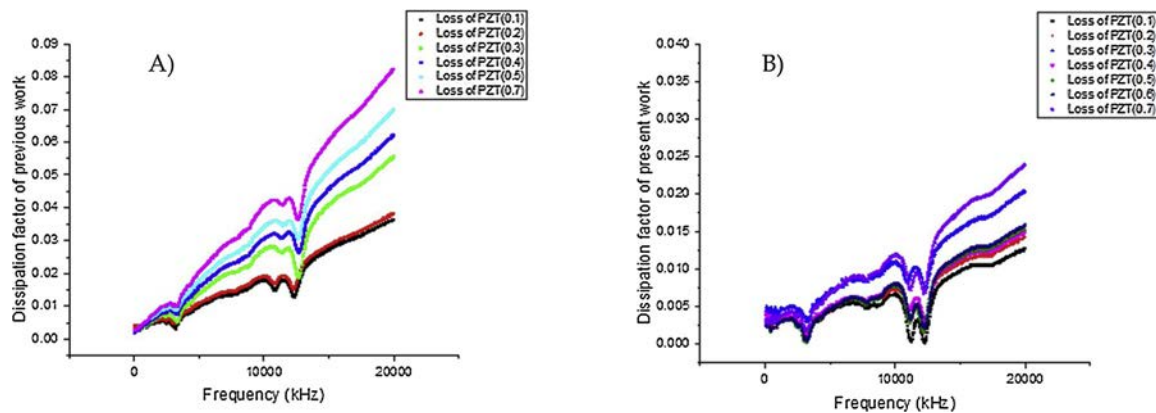 A)
Loss of PZT(0.1)
Loss of PZT(0.2)
Loss of PZT(0.3)
Loss of PZT(0.4)
Loss of PZT(0.5)
Loss of PZT(0.7)
Dissipation factor of previous work
0.09
0.08
0.07
0.06
0.05
0.04
0.03
0.02
0.01
0.00
0
10000
20000
Frequency (kHz)
B)
Loss of PZT(0.1)
Loss of PZT(0.2)
Loss of PZT(0.3)
Loss of PZT(0.4)
Loss of PZT(0.5)
Loss of PZT(0.6)
Loss of PZT(0.7)
Dissipation factor of present work
0.040
0.035
0.030
0.025
0.020
0.015
0.010
0.005
0.000
0
10000
20000
Frequency (kHz)